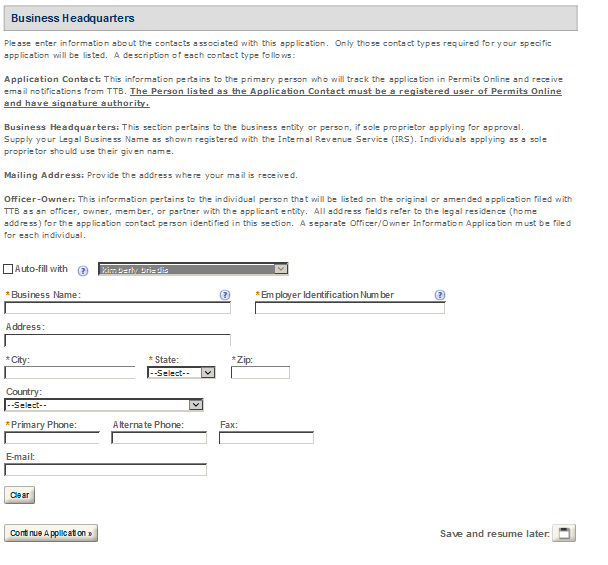 Business Headquarters
Please enter information about the contacts associated with this application. Only those contact types required for your specific
application will be listed. A description of each contact type follows:
Application Contact: This information pertains to the primary person who will track the application in Permits Online and receive
email notifications from TTB. The Person listed as the Application Contact must be a registered user of Permits Online
and have signature authority.
Business Headquarters: This section pertains to the business entity or person, if sole proprietor applying for approval.
Supply your Legal Business Name as shown registered with the Internal Revenue Service (IRS). Individuals applying as a sole
proprietor should use their given name.
Mailing Address: Provide the address where your mail is received.
Officer-Owner: This information pertains to the individual person that will be listed on the original or amended application filed with
TTB as an officer, owner, member, or partner with the applicant entity. All address fields refer to the legal residence (home
address) for the application contact person identified in this section. A separate Officer/Owner Information Application must be filed
for each individual.
Auto-fill with ? Kimberly Briedis
*Business Name: ? *Employer Identification Number ?
Address:
*City: *State: *Zip:
--Select--
Country:
--Select--
*Primary Phone: Alternate Phone: Fax:
E-mail:
Clear
Continue Application » Save and resume later: